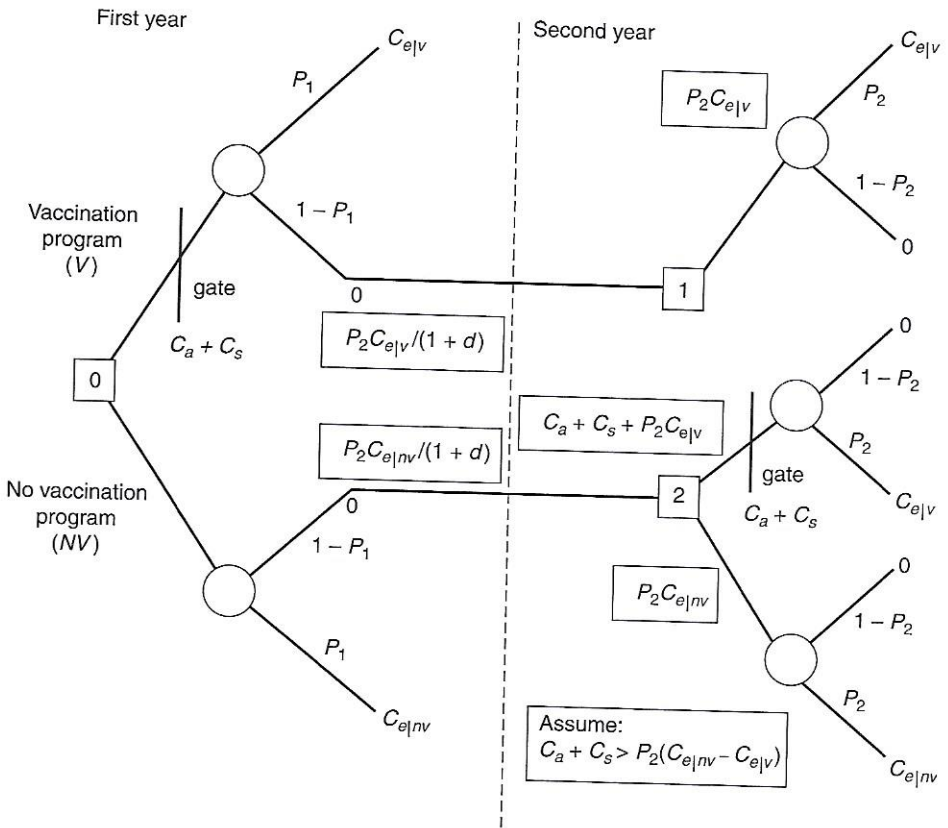 First year
Second year
C_{e|v}
P_1
1 – P_1
0
Vaccination
program
(V)
gate
C_a + C_s
0
P_2C_{e|v}/(1 + d)
P_2C_{e|nv}/(1 + d)
No vaccination
program
(NV)
0
1 – P_1
P_1
C_{e|nv}
C_{e|v}
P_2C_{e|v}
P_2
1 – P_2
0
1
0
1 – P_2
C_a + C_s + P_2C_{e|v}
P_2
gate
2
C_a + C_s
C_{e|v}
0
P_2C_{e|nv}
1 – P_2
P_2
Assume:
C_a + C_s > P_2(C_{e|nv} – C_{e|v})
C_{e|nv}